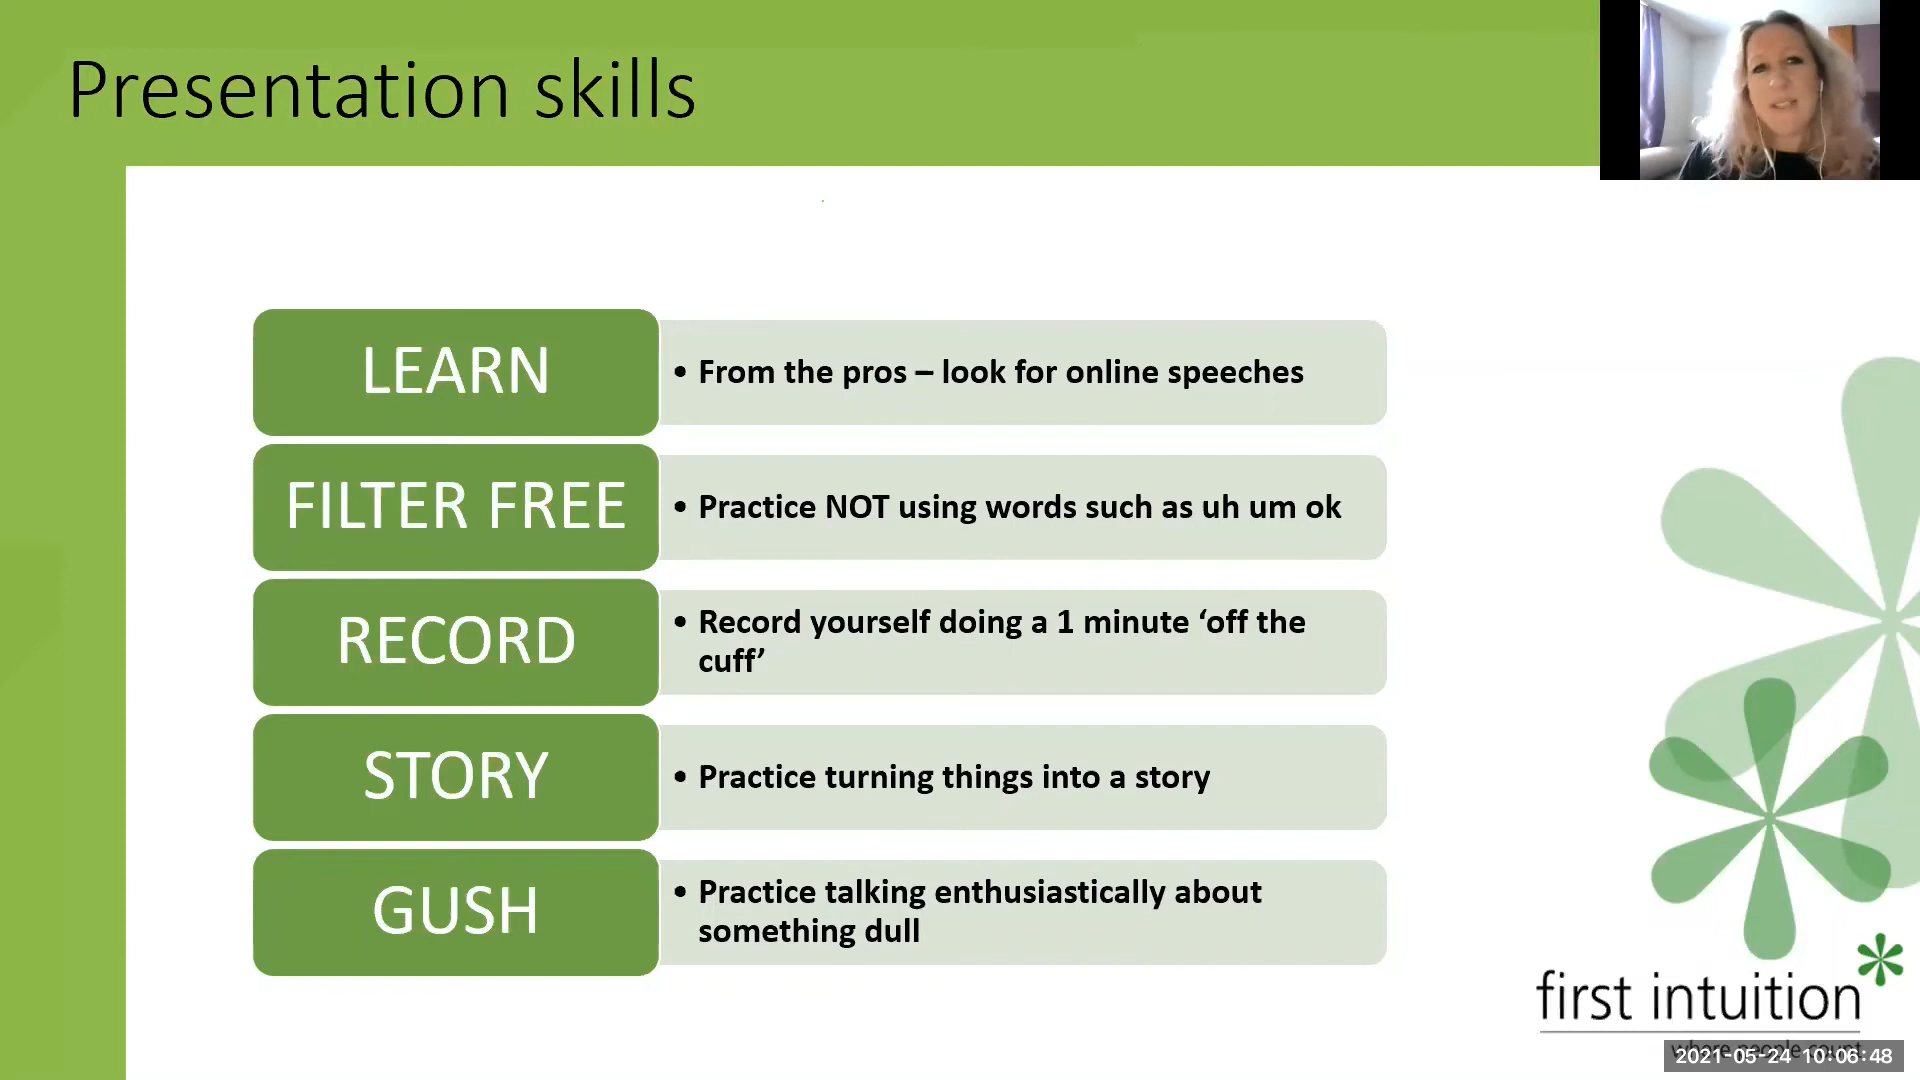 Presentation skills
LEARN
• From the pros – look for online speeches
FILTER FREE
• Practice NOT using words such as uh um ok
RECORD
• Record yourself doing a 1 minute ‘off the
cuff’
STORY
• Practice turning things into a story
GUSH
• Practice talking enthusiastically about
something dull
first intuition
2021-05-24 10:06:48